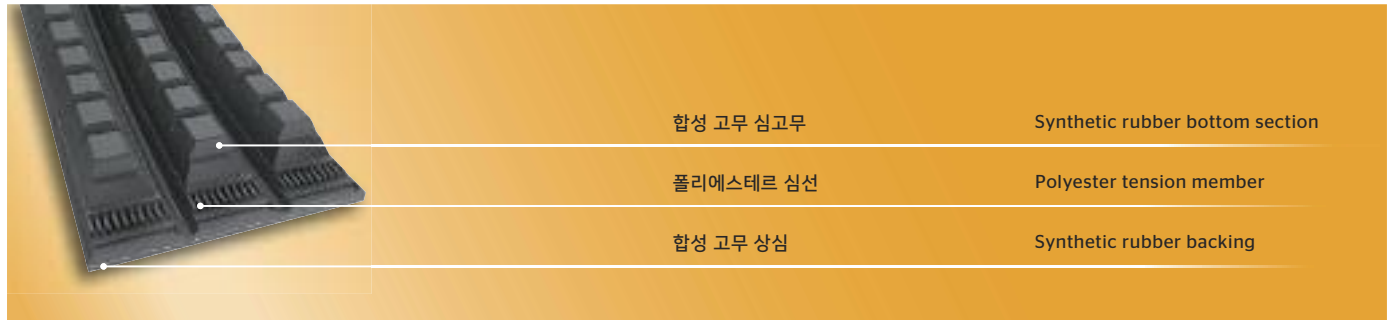 합성 고무 심고무 Synthetic rubber bottom section
폴리에스테르 심선 Polyester tension member
합성 고무 상심 Synthetic rubber backing